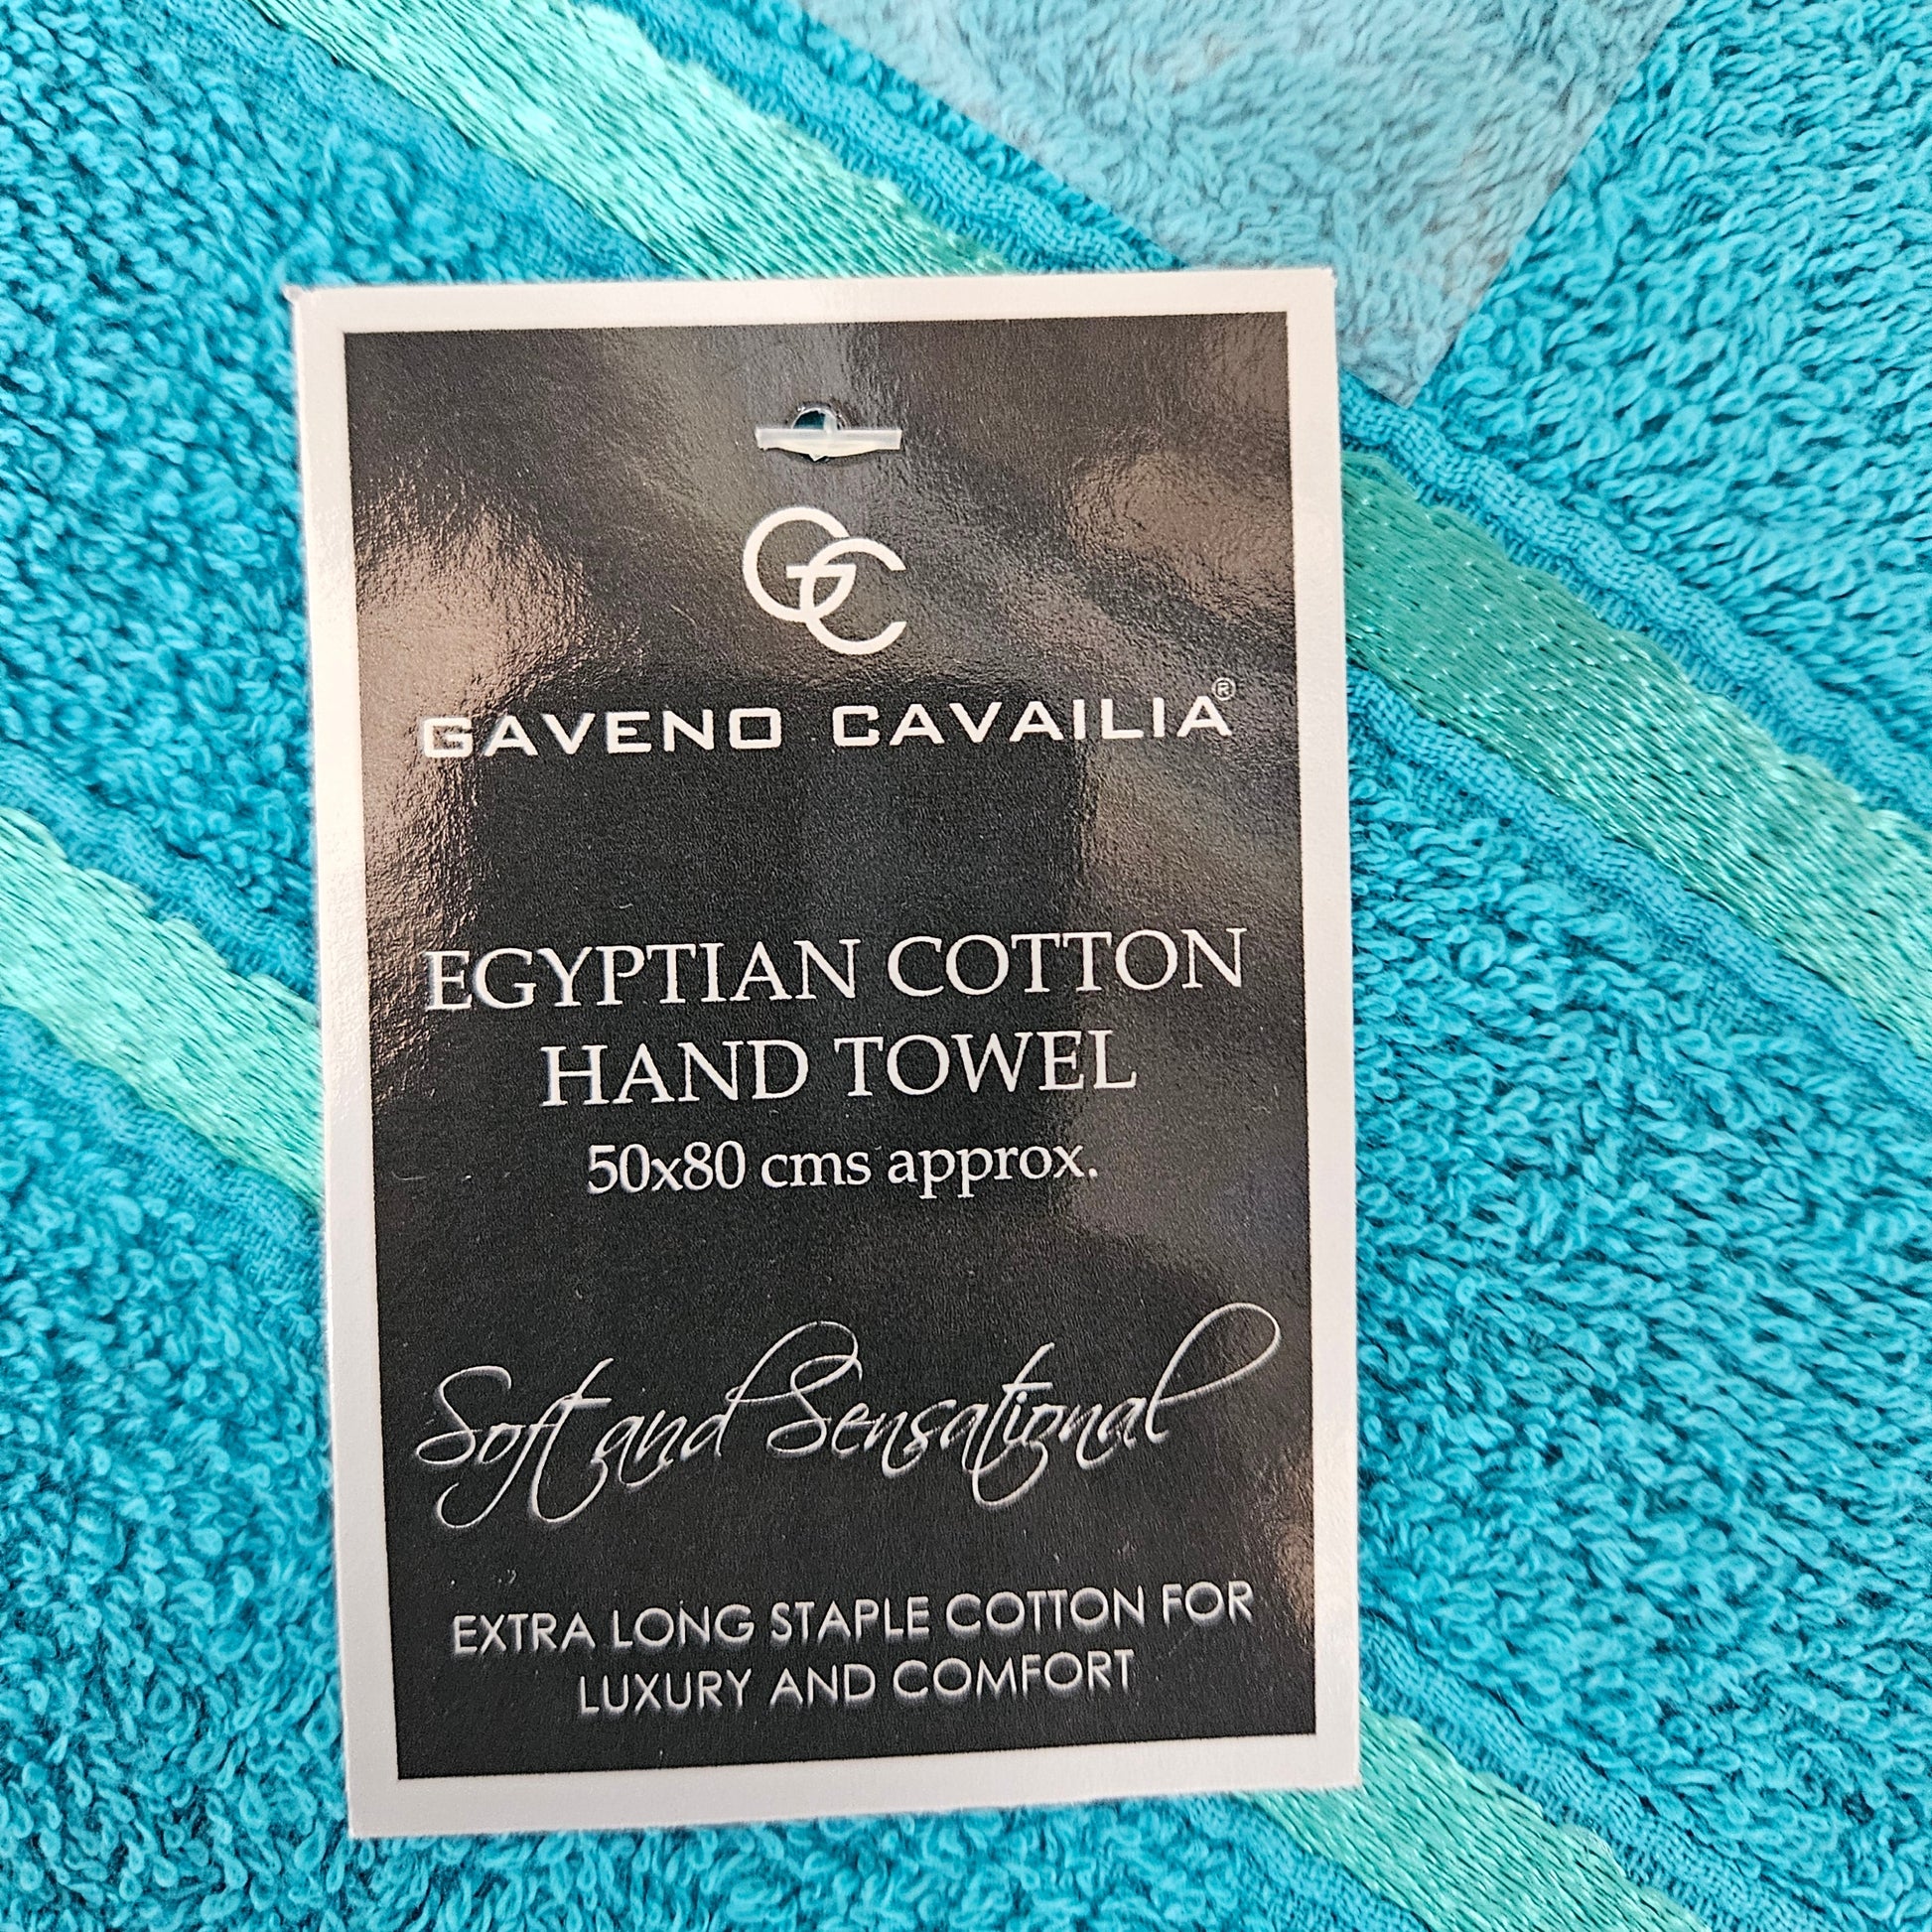 GC
GAVENO CAVAILIA®
EGYPTIAN COTTON
HAND TOWEL
50x80 cms approx.
Soft and Sensational
EXTRA LONG STAPLE COTTON FOR
LUXURY AND COMFORT